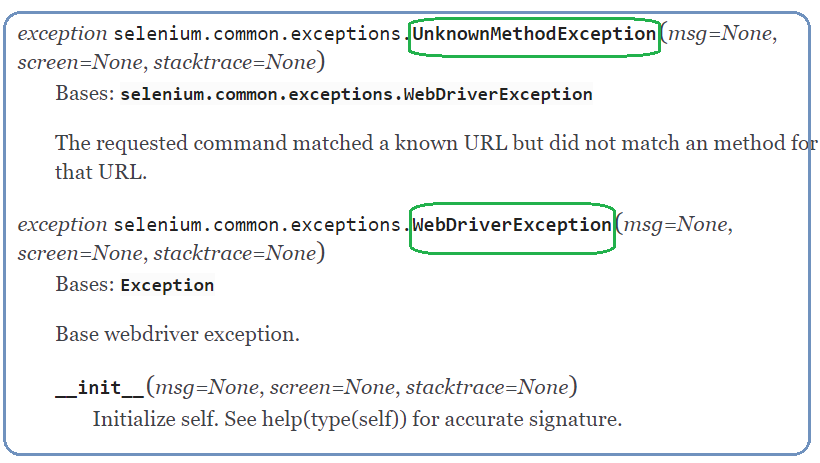 exception selenium.common.exceptions.UnknownMethodException(msg=None,
screen=None, stacktrace=None)
Bases: selenium.common.exceptions.WebDriverException
The requested command matched a known URL but did not match an method for
that URL.
exception selenium.common.exceptions.WebDriverException(msg=None,
screen=None, stacktrace=None)
Bases: Exception
Base webdriver exception.
__init__(msg=None, screen=None, stacktrace=None)
Initialize self. See help(type(self)) for accurate signature.